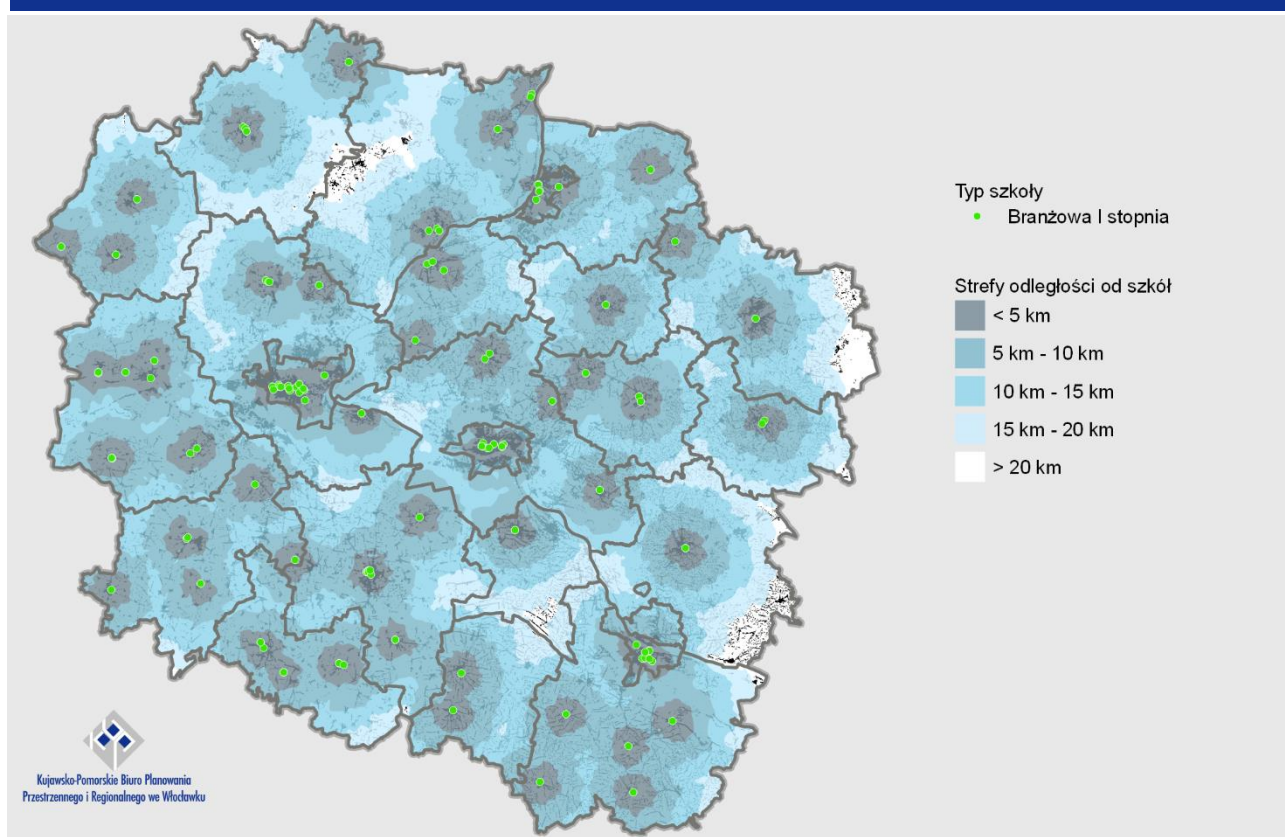 Typ szkoły
Branżowa I stopnia
Strefy odległości od szkół
< 5 km
5 km - 10 km
10 km - 15 km
15 km - 20 km
> 20 km
Kujawsko-Pomorskie Biuro Planowania
Przestrzennego i Regionalnego we Włocławku